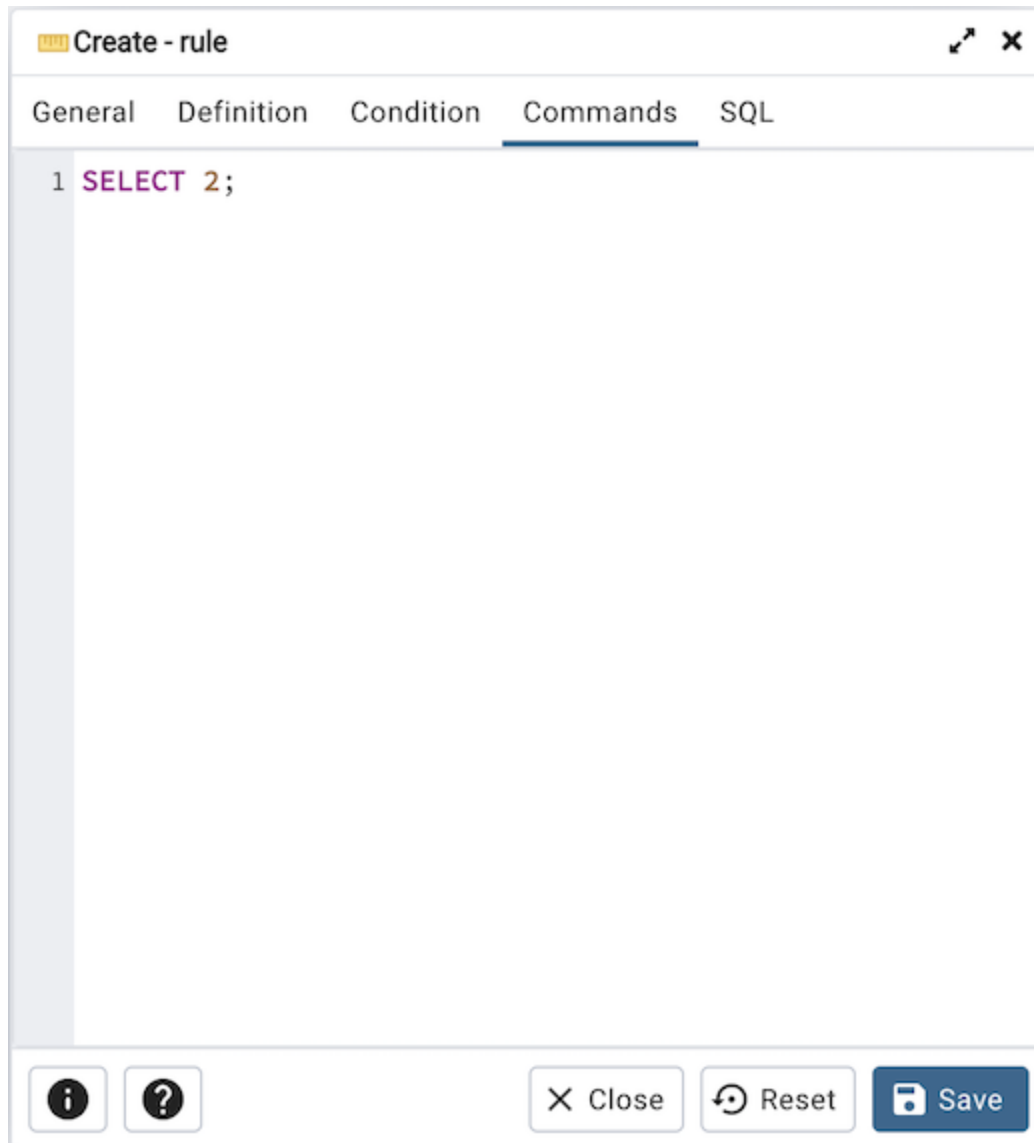 Create - rule
General Definition Condition Commands SQL
1 SELECT 2;
Close Reset Save